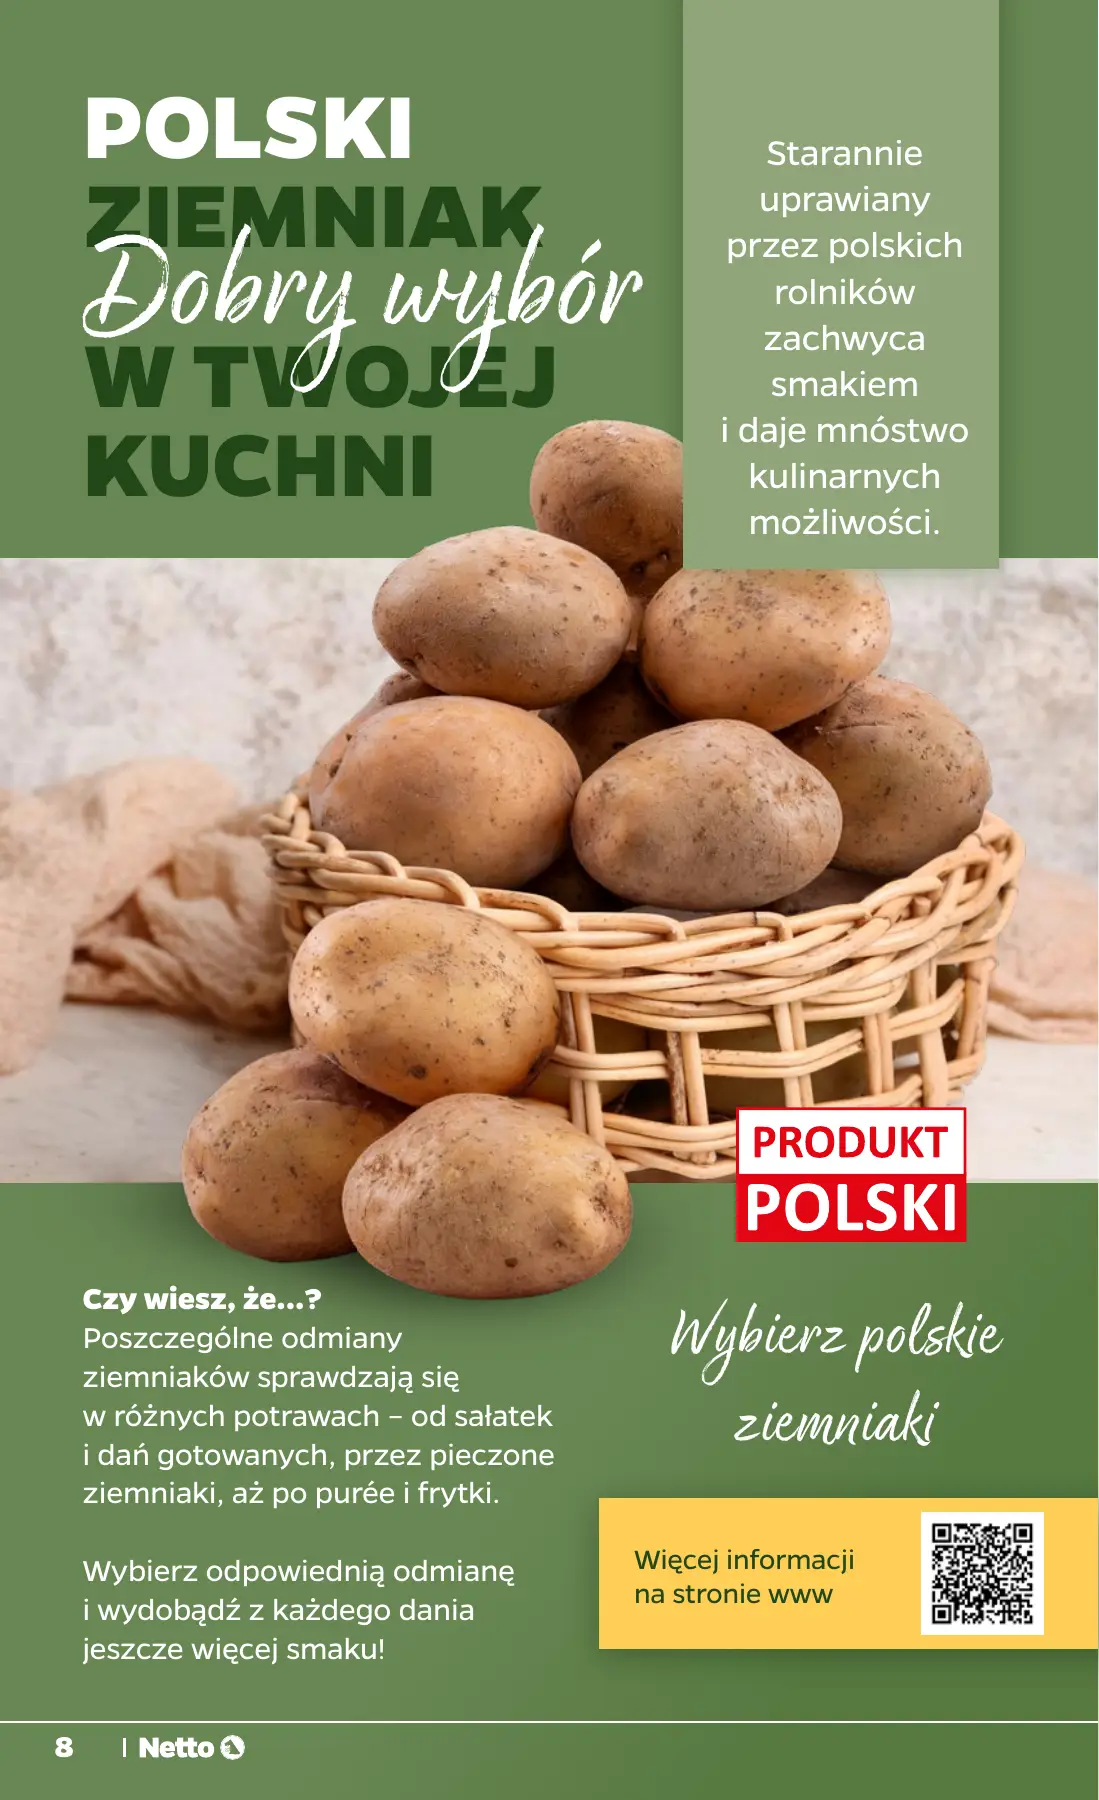 POLSKI
ZIEMNIAK
Dobry wybór
W TWOJEJ
KUCHNI
Starannie
uprawiany
przez polskich
rolników
zachwyca
smakiem
i daje mnóstwo
kulinarnych
możliwości.
PRODUKT
POLSKI
Czy wiesz, że...?
Poszczególne odmiany
ziemniaków sprawdzają się
w różnych potrawach – od sałatek
i dań gotowanych, przez pieczone
ziemniaki, aż po purée i frytki.
Wybierz odpowiednią odmianę
i wydobądź z każdego dania
jeszcze więcej smaku!
Wybierz polskie
ziemniaki
Więcej informacji
na stronie www
8 | Netto